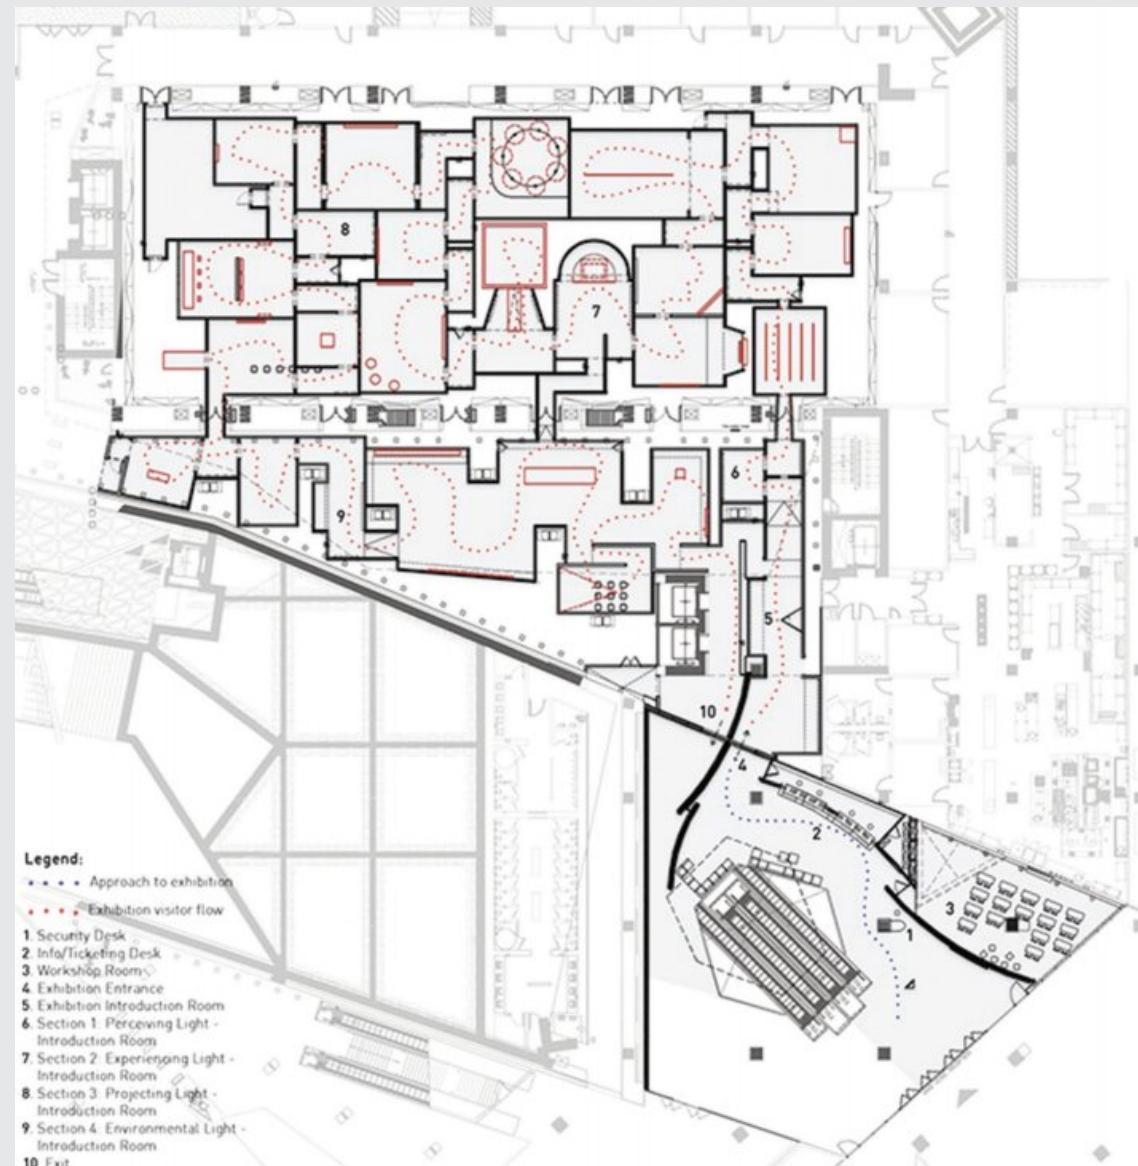 8
7
6
9
5
10
4
2
3
1
Legend:
Approach to exhibition
Exhibition visitor flow
1. Security Desk
2. Info/Ticketing Desk
3. Workshop Room
4. Exhibition Entrance
5. Exhibition Introduction Room
6. Section 1: Perceiving Light -
Introduction Room
7. Section 2: Experiencing Light -
Introduction Room
8. Section 3: Projecting Light -
Introduction Room
9. Section 4: Environmental Light -
Introduction Room
10. Exit